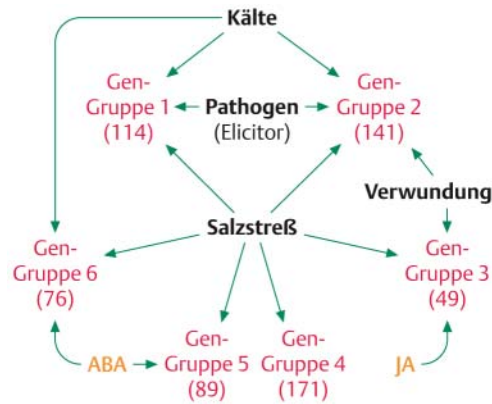 Kälte
Gen-
Gruppe 1
(114)
Pathogen
(Elicitor)
Gen-
Gruppe 2
(141)
Verwundung
Salzstreß
Gen-
Gruppe 6
(76)
Gen-
Gruppe 3
(49)
ABA
Gen-
Gruppe 5
(89)
Gen-
Gruppe 4
(171)
JA